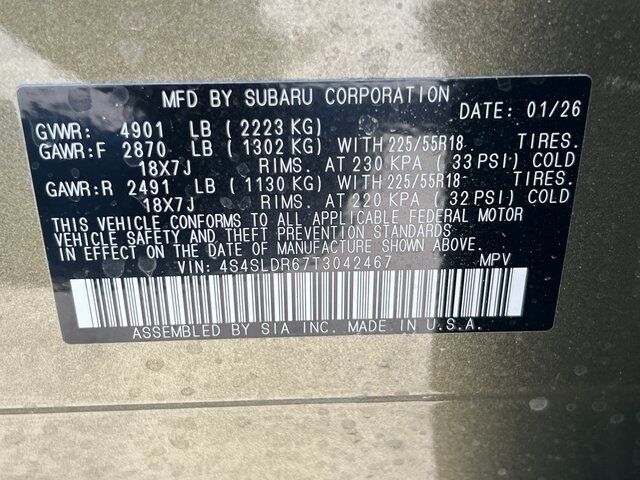 MFD BY SUBARU CORPORATION DATE: 01/26
GVWR: 4901 LB ( 2223 KG)
GAWR:F 2870 LB ( 1302 KG) WITH 225/55R18 TIRES.
18X7J RIMS. AT 230 KPA ( 33 PSI) COLD
GAWR:R 2491 LB ( 1130 KG) WITH 225/55R18 TIRES.
18X7J RIMS. AT 220 KPA ( 32 PSI) COLD
THIS VEHICLE CONFORMS TO ALL APPLICABLE FEDERAL MOTOR
VEHICLE SAFETY AND THEFT PREVENTION STANDARDS
IN EFFECT ON THE DATE OF MANUFACTURE SHOWN ABOVE.
VIN: 4S4SLDR67T3042467 MPV
ASSEMBLED BY SIA INC. MADE IN U.S.A.